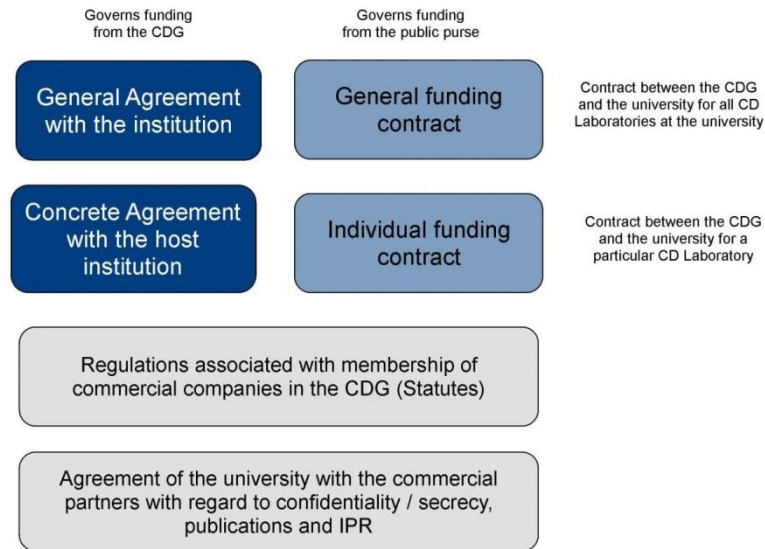 Governs funding
from the CDG
Governs funding
from the public purse
General Agreement
with the institution
General funding
contract
Contract between the CDG
and the university for all CD
Laboratories at the university
Concrete Agreement
with the host
institution
Individual funding
contract
Contract between the CDG
and the university for a
particular CD Laboratory
Regulations associated with membership of
commercial companies in the CDG (Statutes)
Agreement of the university with the commercial
partners with regard to confidentiality / secrecy,
publications and IPR